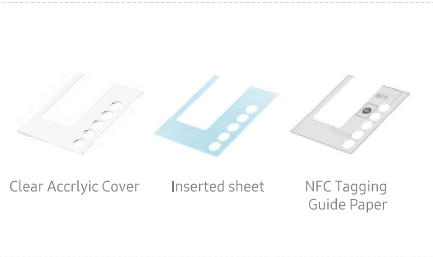 Clear Accrlyic Cover
Inserted sheet
NFC Tagging
Guide Paper